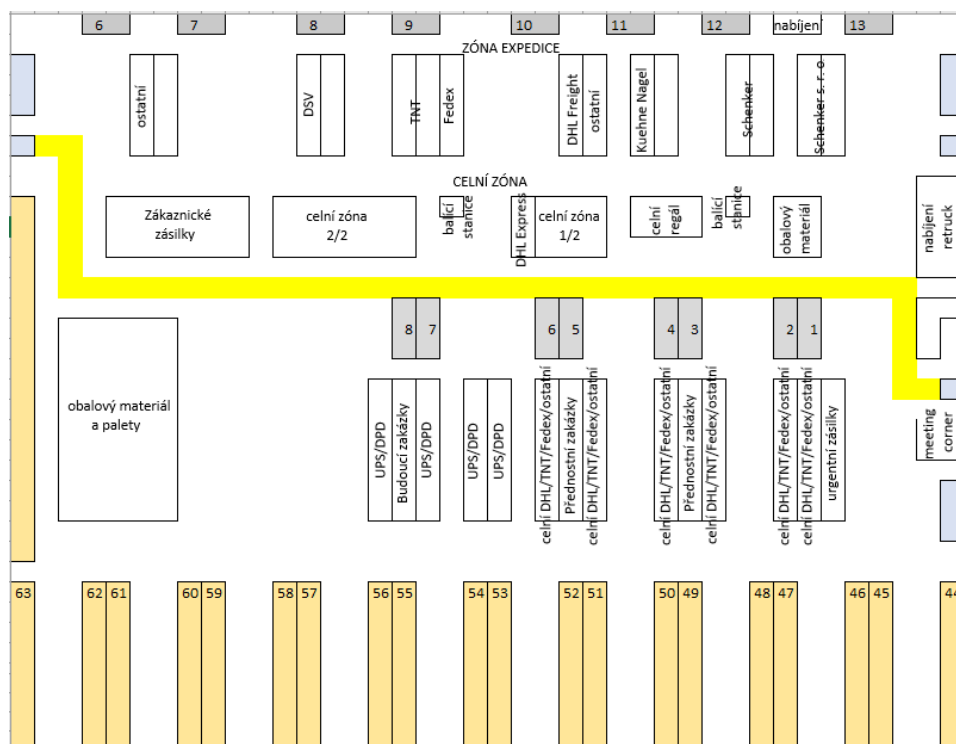 6 7 8 9 10 11 12 nabíjení 13
ZÓNA EXPEDICE
ostatní
DSV
TNT
Fedex
DHL Freight
ostatní
Kuehne Nagel
Schenker
Schenker s. r. o.
CELNÍ ZÓNA
Zákaznické
zásilky
celní zóna
2/2
balící
stanice
DHL Express
celní zóna
1/2
celní
regál
balící
stanice
obalový
materiál
nabíjení
retruck
8 7 6 5 4 3 2 1
obalový materiál
a palety
UPS/DPD
Budoucí zakázky
UPS/DPD
UPS/DPD
UPS/DPD
celní DHL/TNT/Fedex/ostatní
Přednostní zakázky
celní DHL/TNT/Fedex/ostatní
celní DHL/TNT/Fedex/ostatní
Přednostní zakázky
celní DHL/TNT/Fedex/ostatní
celní DHL/TNT/Fedex/ostatní
celní DHL/TNT/Fedex/ostatní
urgentní zásilky
meeting
corner
63 62 61 60 59 58 57 56 55 54 53 52 51 50 49 48 47 46 45 44